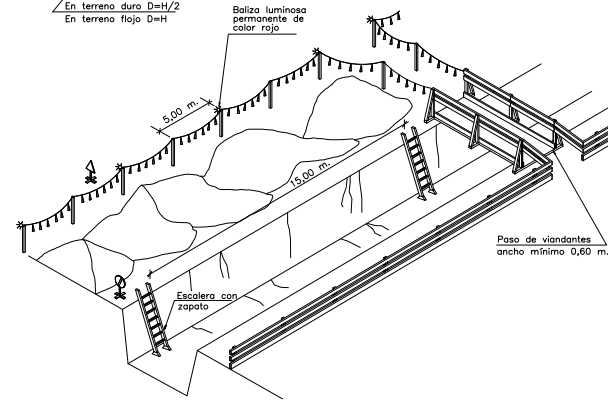 En terreno duro D=H/2
En terreno flojo D=H
Baliza luminosa
permanente de
color rojo
5,00 m.
15,00 m.
Escalera con
zapato
Paso de viandantes
ancho mínimo 0,60 m.